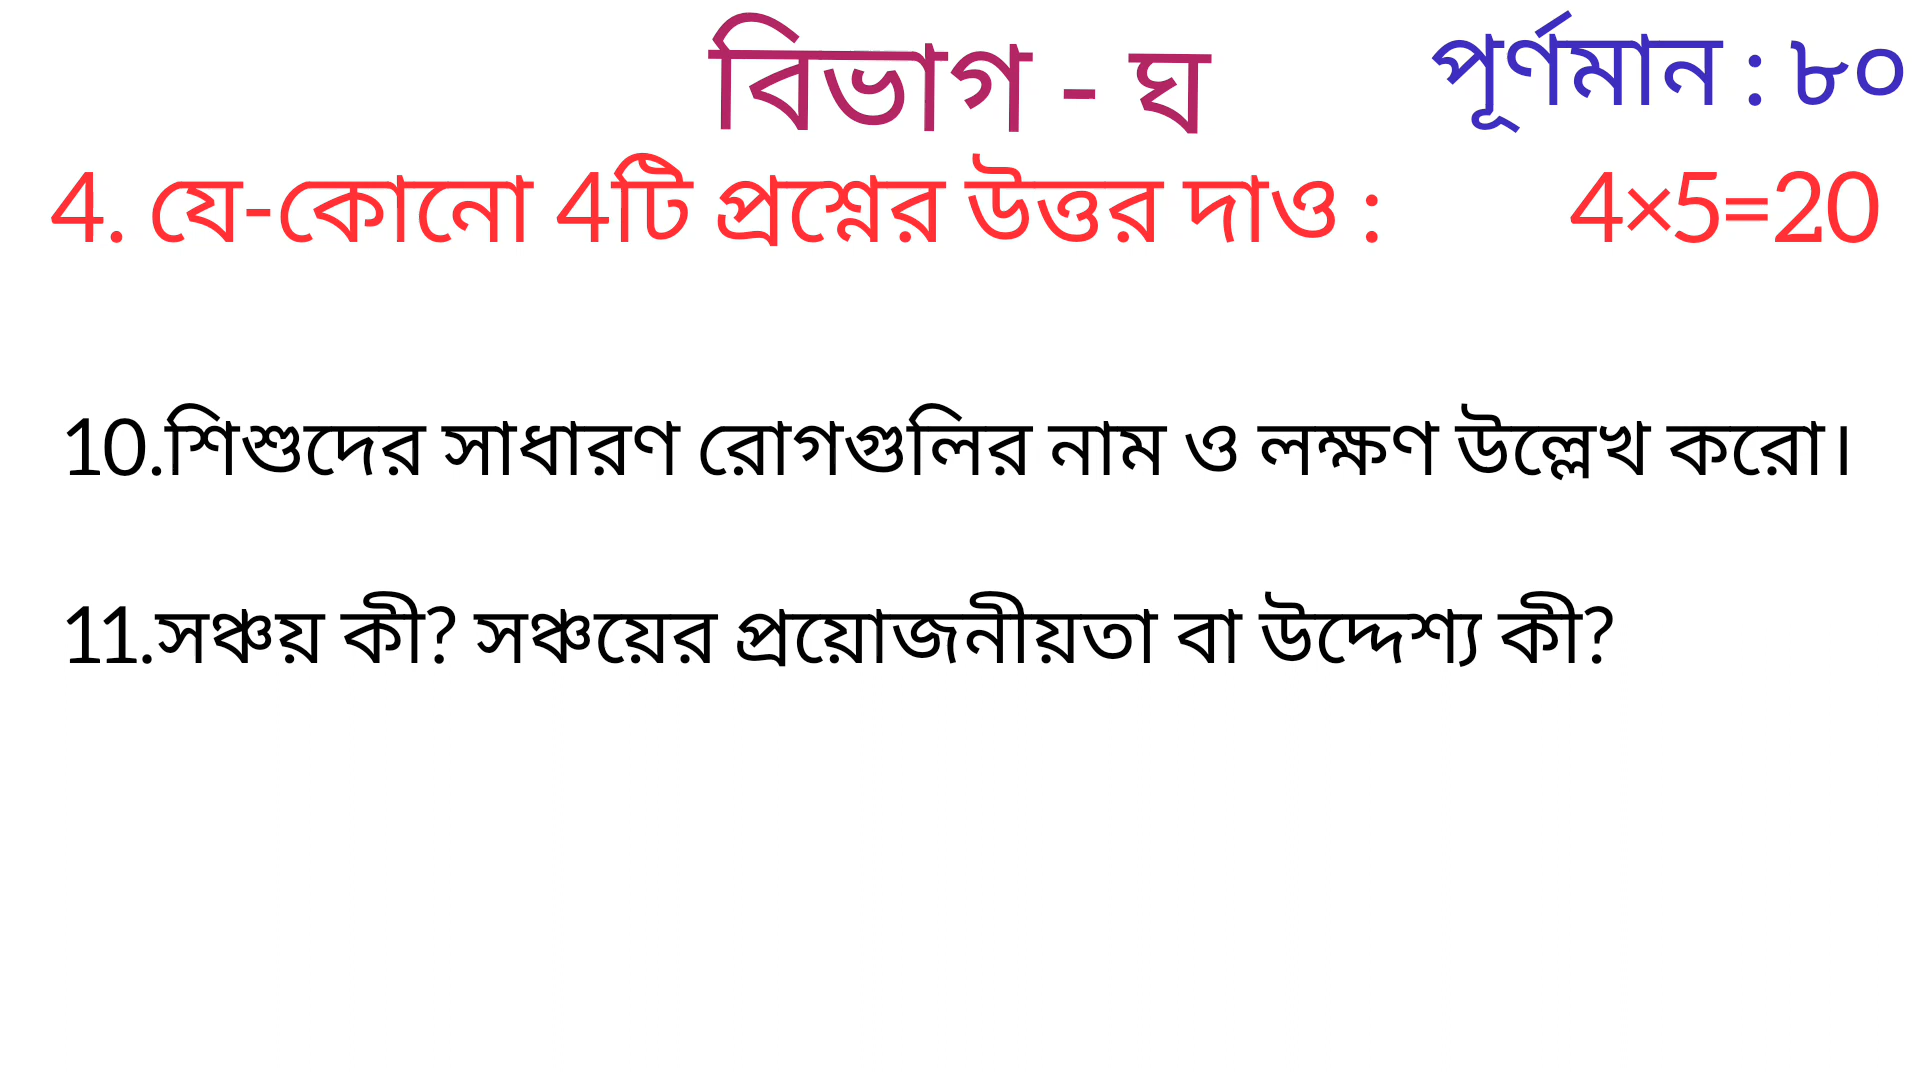 বিভাগ - ঘ
পূর্ণমান : ৮০
4. যে-কোনো 4টি প্রশ্নের উত্তর দাও : 4×5=20
10.শিশুদের সাধারণ রোগগুলির নাম ও লক্ষণ উল্লেখ করো।
11.সঞ্চয় কী? সঞ্চয়ের প্রয়োজনীয়তা বা উদ্দেশ্য কী?